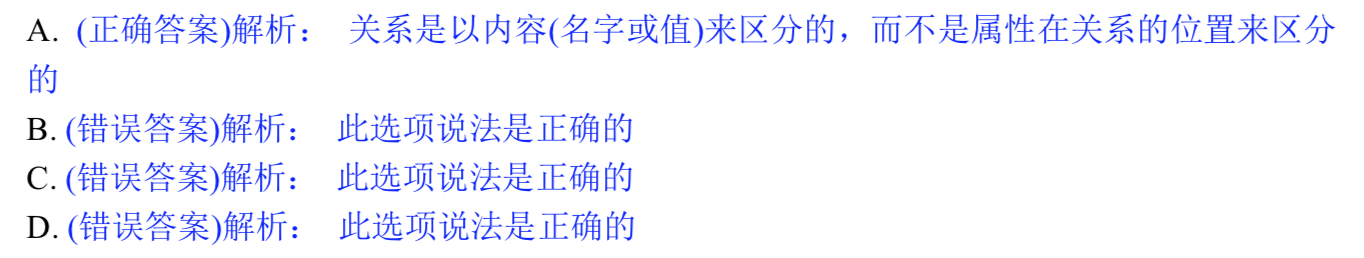 A. (正确答案)解析： 关系是以内容(名字或值)来区分的，而不是属性在关系的位置来区分
的
B. (错误答案)解析： 此选项说法是正确的
C. (错误答案)解析： 此选项说法是正确的
D. (错误答案)解析： 此选项说法是正确的